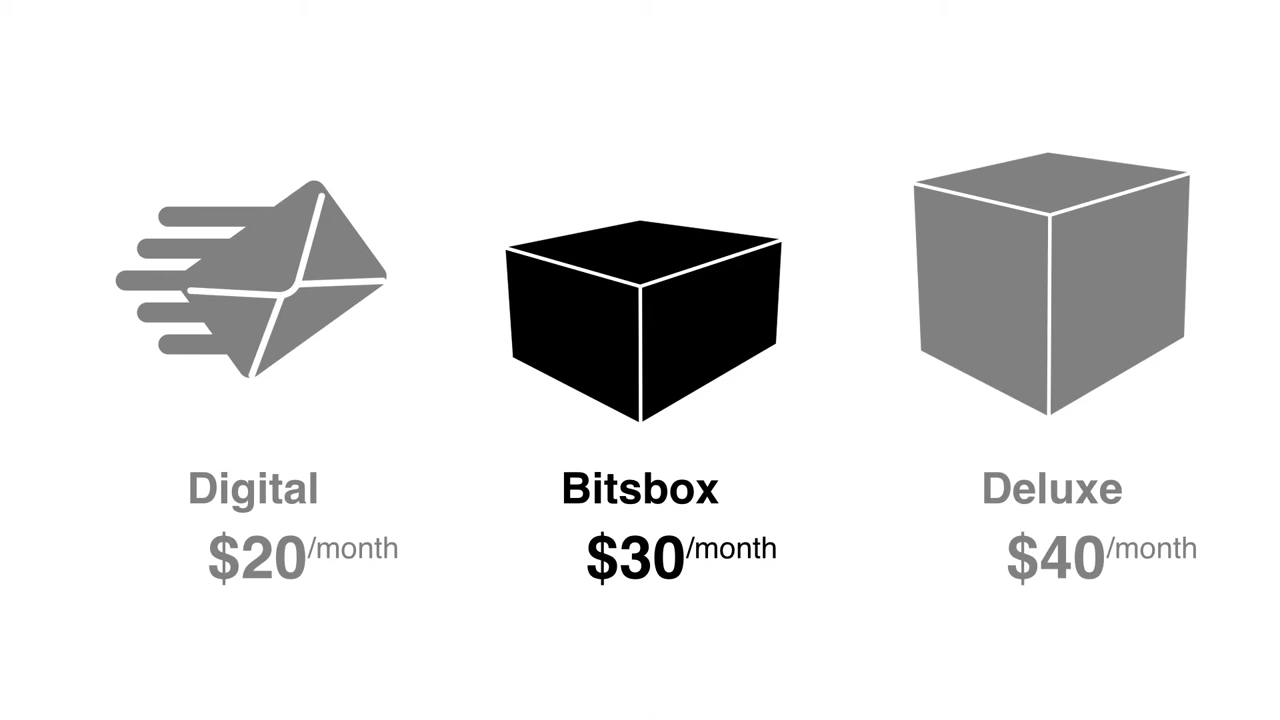 Digital
$20/month
Bitsbox
$30/month
Deluxe
$40/month